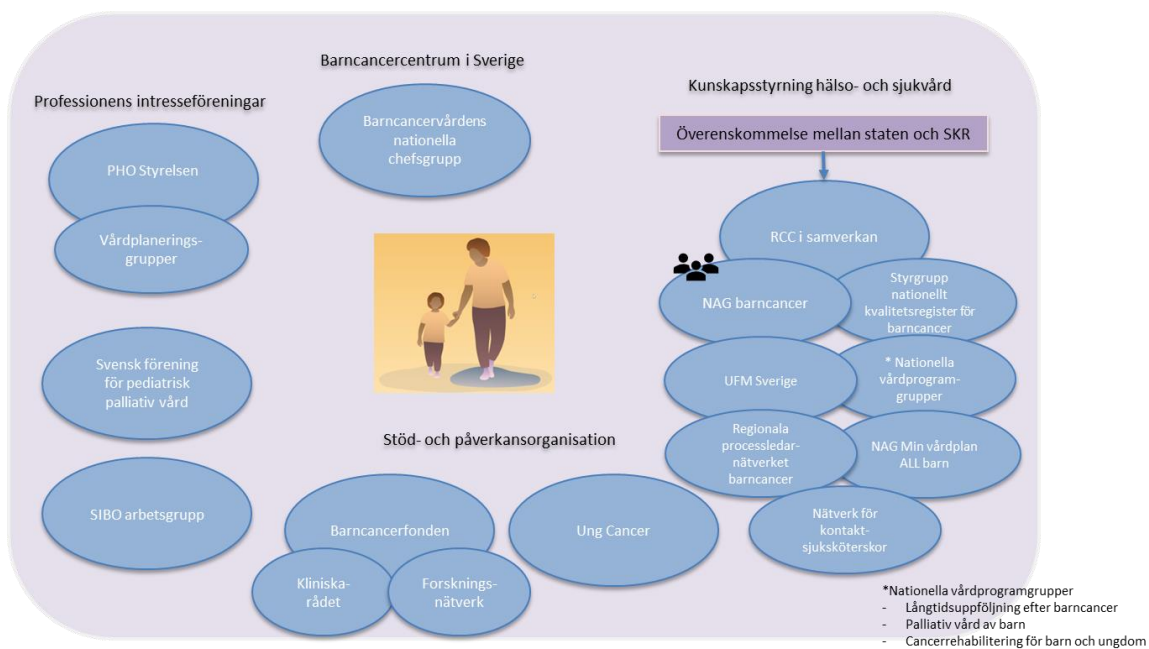 Professionens intresseföreningar
PHO Styrelsen
Vårdplanerings-
grupper
Svensk förening
för pediatrisk
palliativ vård
SIBO arbetsgrupp
Barncancercentrum i Sverige
Barncancervårdens
nationella
chefsgrupp
Stöd- och påverkansorganisation
Barncancerfonden
Kliniska-
rådet
Forsknings-
nätverk
Ung Cancer
Kunskapsstyrning hälso- och sjukvård
Överenskommelse mellan staten och SKR
RCC i samverkan
NAG barncancer
Styrgrupp
nationellt
kvalitetsregister för
barncancer
UFM Sverige
* Nationella
vårdprogram-
grupper
Regionala
processledar-
nätverket
barncancer
NAG Min vårdplan
ALL barn
Nätverk för
kontakt-
sjuksköterskor
*Nationella vårdprogramgrupper
- Långtidsuppföljning efter barncancer
- Palliativ vård av barn
- Cancerrehabilitering för barn och ungdom